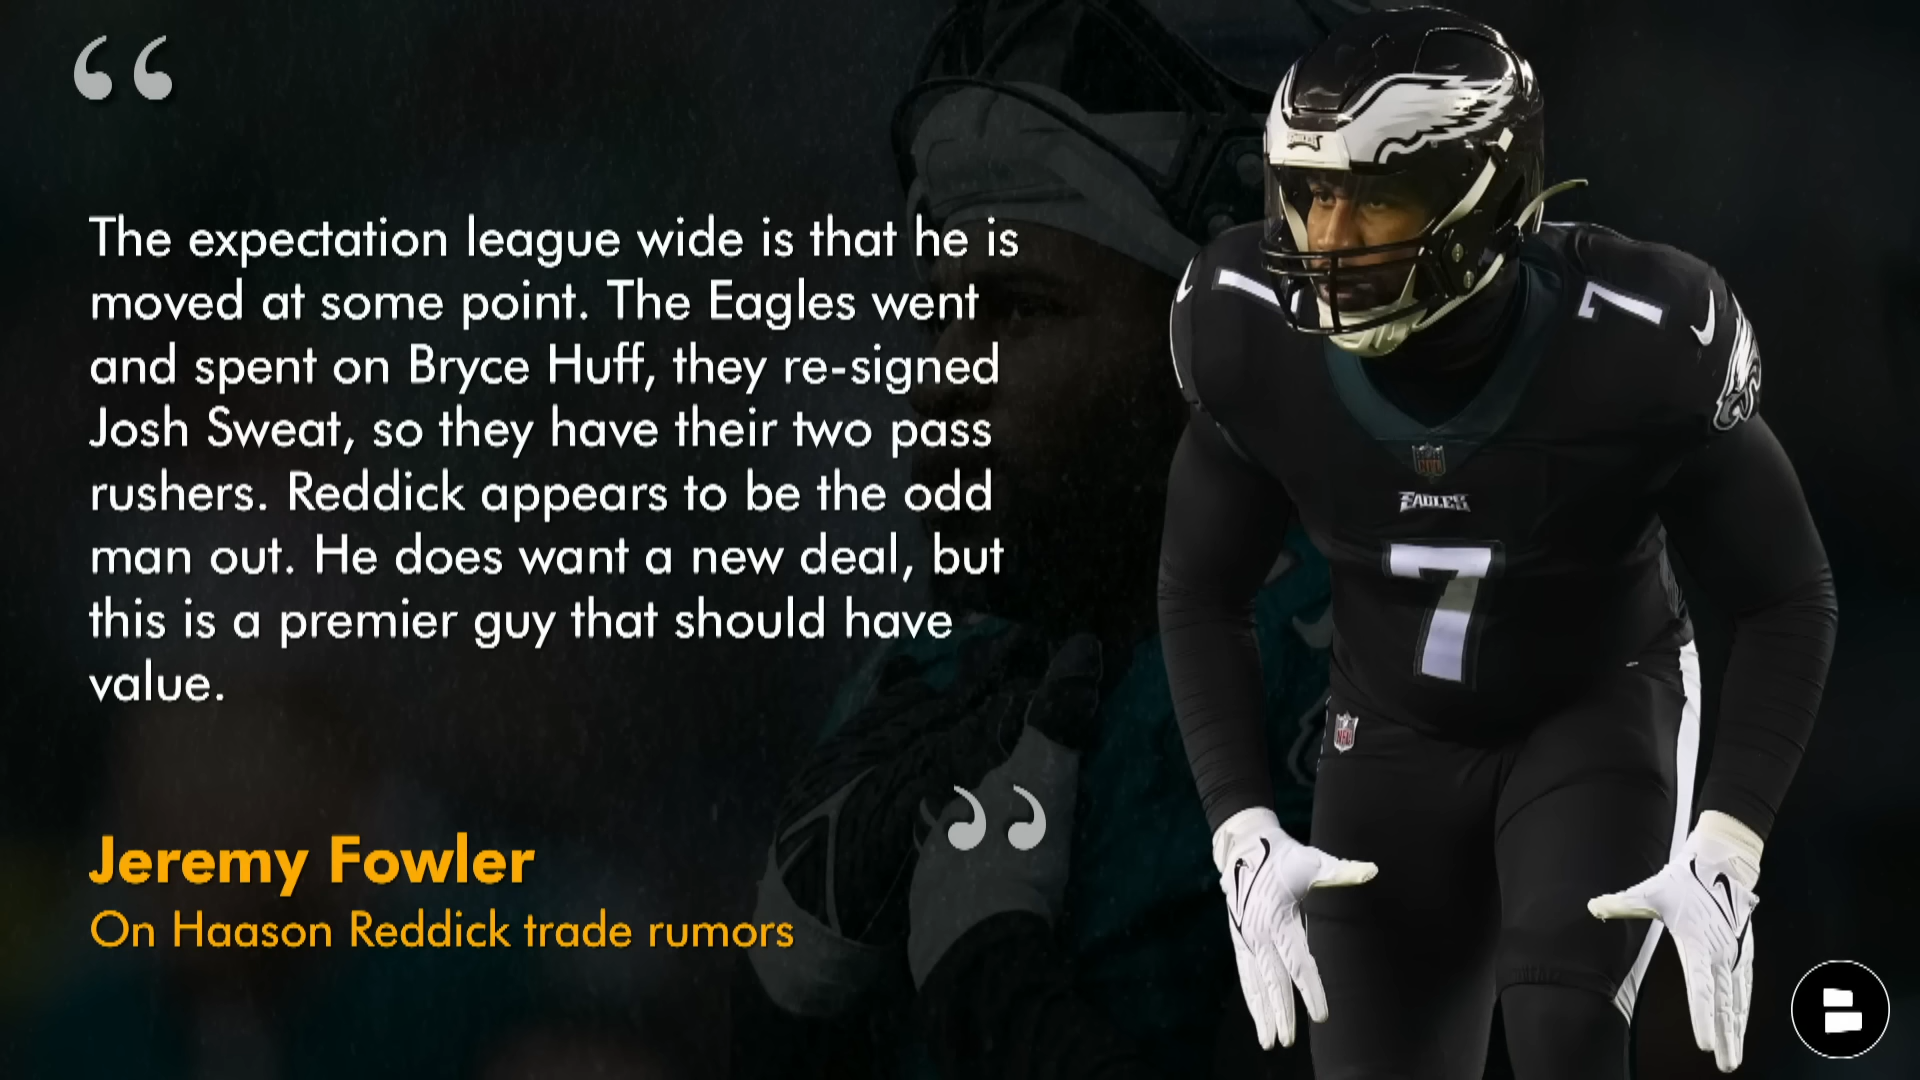 The expectation league wide is that he is
moved at some point. The Eagles went
and spent on Bryce Huff, they re-signed
Josh Sweat, so they have their two pass
rushers. Reddick appears to be the odd
man out. He does want a new deal, but
this is a premier guy that should have
value.
Jeremy Fowler
On Haason Reddick trade rumors
7
7
EAGLES
7
NFL